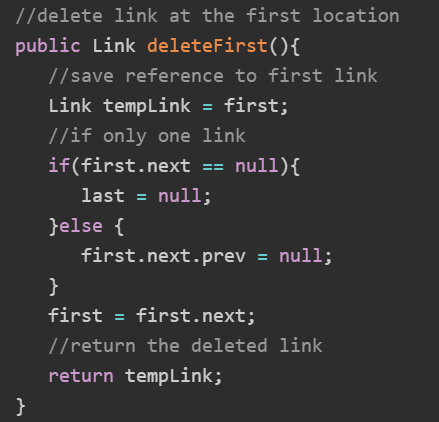 //delete link at the first location
public Link deleteFirst(){
   //save reference to first link
   Link tempLink = first;
   //if only one link
   if(first.next == null){
      last = null;
   }else {
      first.next.prev = null;
   }
   first = first.next;
   //return the deleted link
   return tempLink;
}